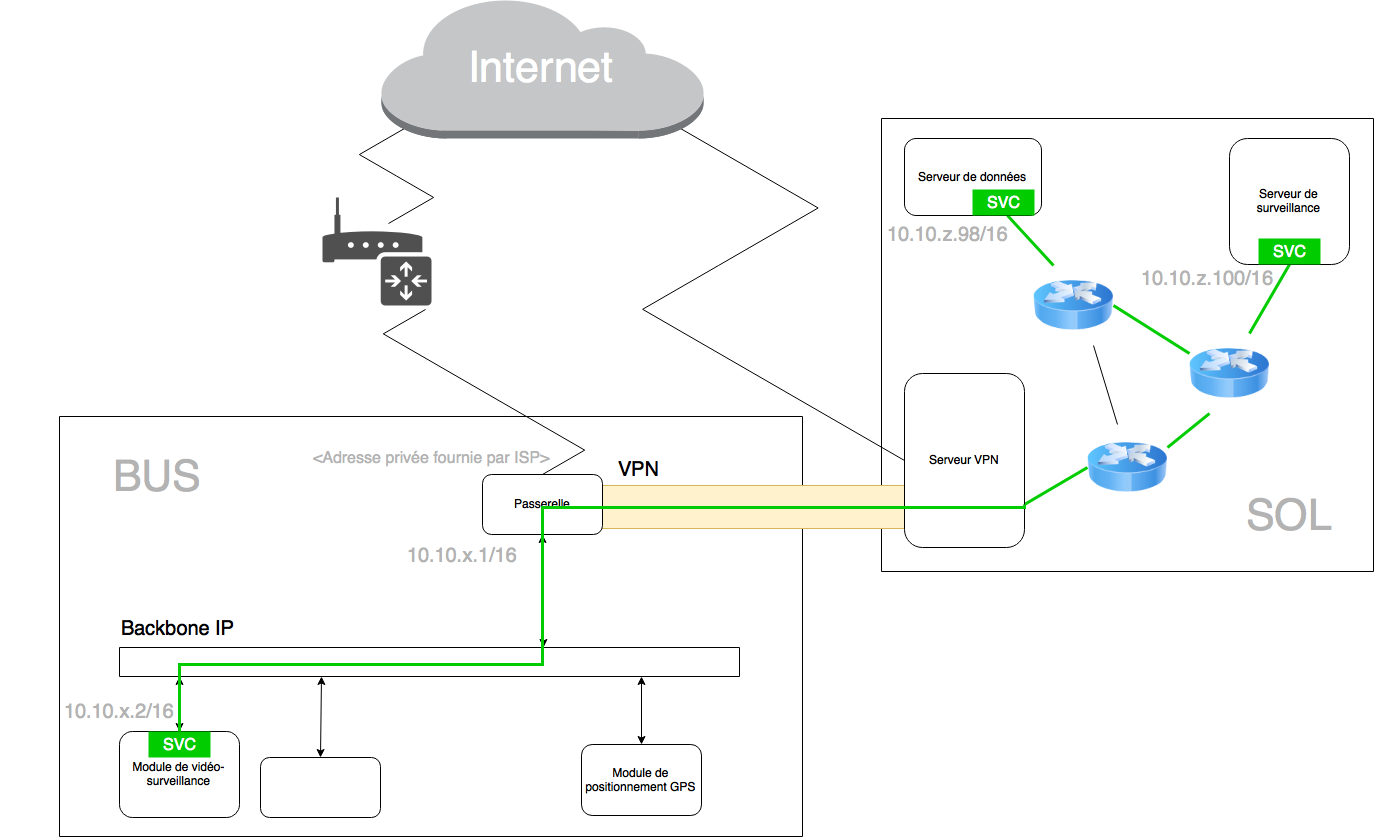 Internet
Serveur de données
SVC
10.10.z.98/16
Serveur de
surveillance
SVC
10.10.z.100/16
BUS
<Adresse privée fournie par ISP>
VPN
Passerelle
Serveur VPN
SOL
10.10.x.1/16
Backbone IP
10.10.x.2/16
SVC
Module de vidéo-
surveillance
Module de
positionnement GPS